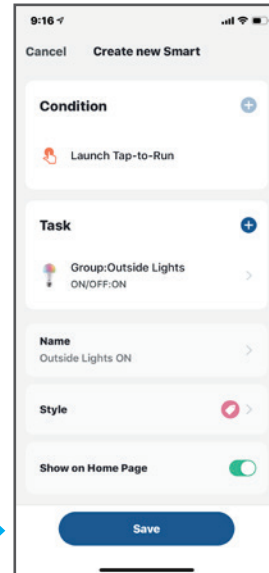 9:16
Cancel Create new Smart
Condition
Launch Tap-to-Run
Task
Group:Outside Lights
ON/OFF:ON
Name
Outside Lights ON
Style
Show on Home Page
Save